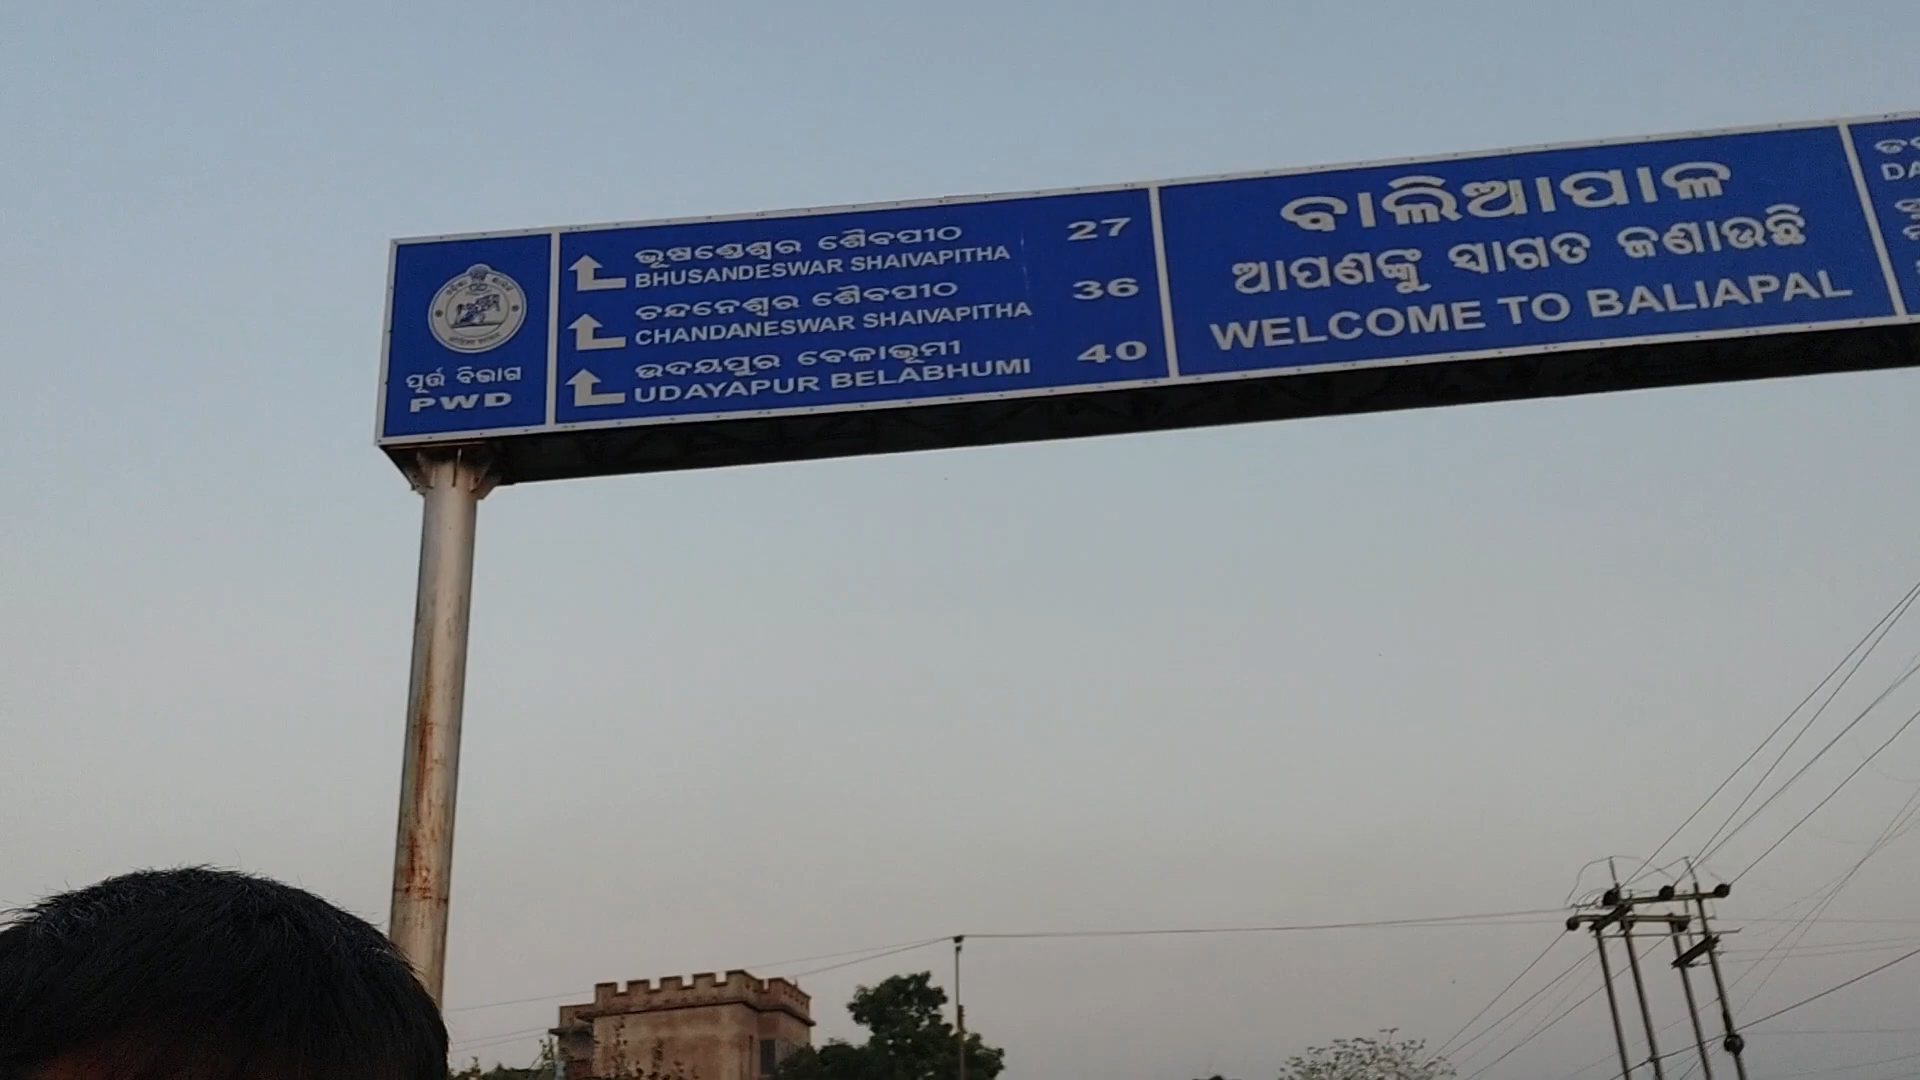 ପୂର୍ତ୍ତ ବିଭାଗ
PWD
ଭୂଷଣ୍ଡେଶ୍ୱର ଶୈବପୀଠ 27
BHUSANDESWAR SHAIVAPITHA
ଚନ୍ଦନେଶ୍ୱର ଶୈବପୀଠ 36
CHANDANESWAR SHAIVAPITHA
ଉଦୟପୁର ବେଳାଭୂମୀ 40
UDAYAPUR BELABHUMI
ବାଲିଆପାଳ
ଆପଣଙ୍କୁ ସ୍ୱାଗତ ଜଣାଉଛି
WELCOME TO BALIAPAL